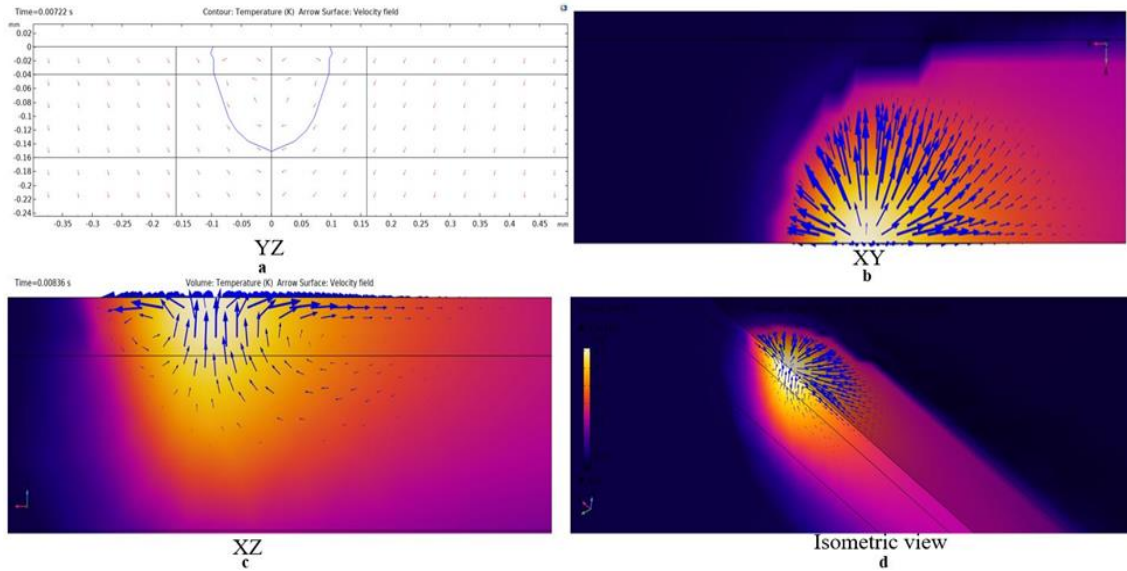 Time=0.00722 s
Contour: Temperature (K) Arrow Surface: Velocity field
mm
0.02
0
-0.02
-0.04
-0.06
-0.08
-0.1
-0.12
-0.14
-0.16
-0.18
-0.2
-0.22
-0.24
-0.35 -0.3 -0.25 -0.2 -0.15 -0.1 -0.05 0 0.05 0.1 0.15 0.2 0.25 0.3 0.35 0.4 0.45 mm
YZ
a
XY
b
Time=0.00836 s
Volume: Temperature (K) Arrow Surface: Velocity field
XZ
c
Isometric view
d